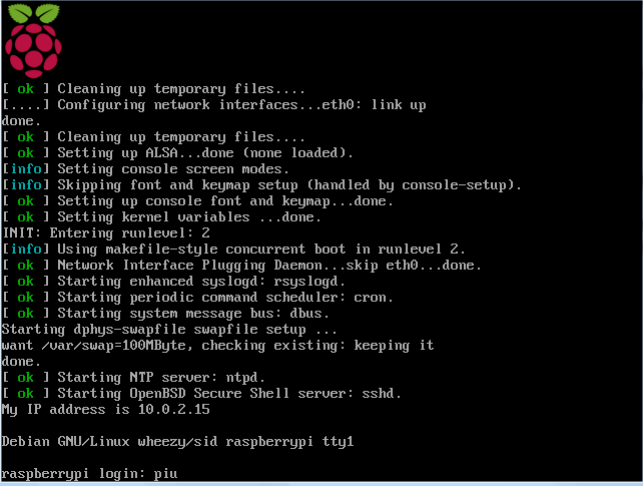 [ ok ] Cleaning up temporary files....
[....] Configuring network interfaces...eth0: link up
done.
[ ok ] Cleaning up temporary files....
[ ok ] Setting up ALSA...done (none loaded).
[info] Setting console screen modes.
[info] Skipping font and keymap setup (handled by console-setup).
[ ok ] Setting up console font and keymap...done.
[ ok ] Setting kernel variables ...done.
INIT: Entering runlevel: 2
[info] Using makefile-style concurrent boot in runlevel 2.
[ ok ] Network Interface Plugging Daemon...skip eth0...done.
[ ok ] Starting enhanced syslogd: rsyslogd.
[ ok ] Starting periodic command scheduler: cron.
[ ok ] Starting system message bus: dbus.
Starting dphys-swapfile swapfile setup ...
want /var/swap=100MByte, checking existing: keeping it
done.
[ ok ] Starting NTP server: ntpd.
[ ok ] Starting OpenBSD Secure Shell server: sshd.
My IP address is 10.0.2.15
Debian GNU/Linux wheezy/sid raspberrypi tty1
raspberrypi login: piu